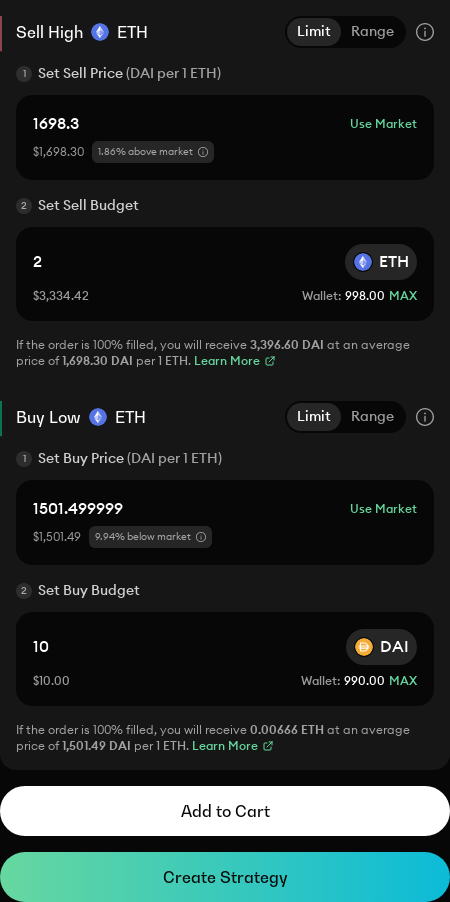 Sell High ETH Limit Range
1 Set Sell Price (DAI per 1 ETH)
1698.3 Use Market
$1,698.30 1.86% above market
2 Set Sell Budget
2 ETH
$3,334.42 Wallet: 998.00 MAX
If the order is 100% filled, you will receive 3,396.60 DAI at an average
price of 1,698.30 DAI per 1 ETH. Learn More
Buy Low ETH Limit Range
1 Set Buy Price (DAI per 1 ETH)
1501.499999 Use Market
$1,501.49 9.94% below market
2 Set Buy Budget
10 DAI
$10.00 Wallet: 990.00 MAX
If the order is 100% filled, you will receive 0.00666 ETH at an average
price of 1,501.49 DAI per 1 ETH. Learn More
Add to Cart
Create Strategy